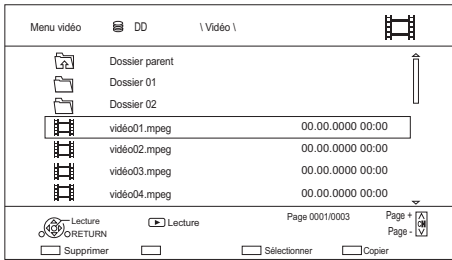 Menu vidéo DD \ Vidéo \
Dossier parent
Dossier 01
Dossier 02
vidéo01.mpeg 00.00.0000 00:00
vidéo02.mpeg 00.00.0000 00:00
vidéo03.mpeg 00.00.0000 00:00
vidéo04.mpeg 00.00.0000 00:00
Lecture Lecture Page 0001/0003 Page +
RETURN CH Page -
Supprimer Sélectionner Copier